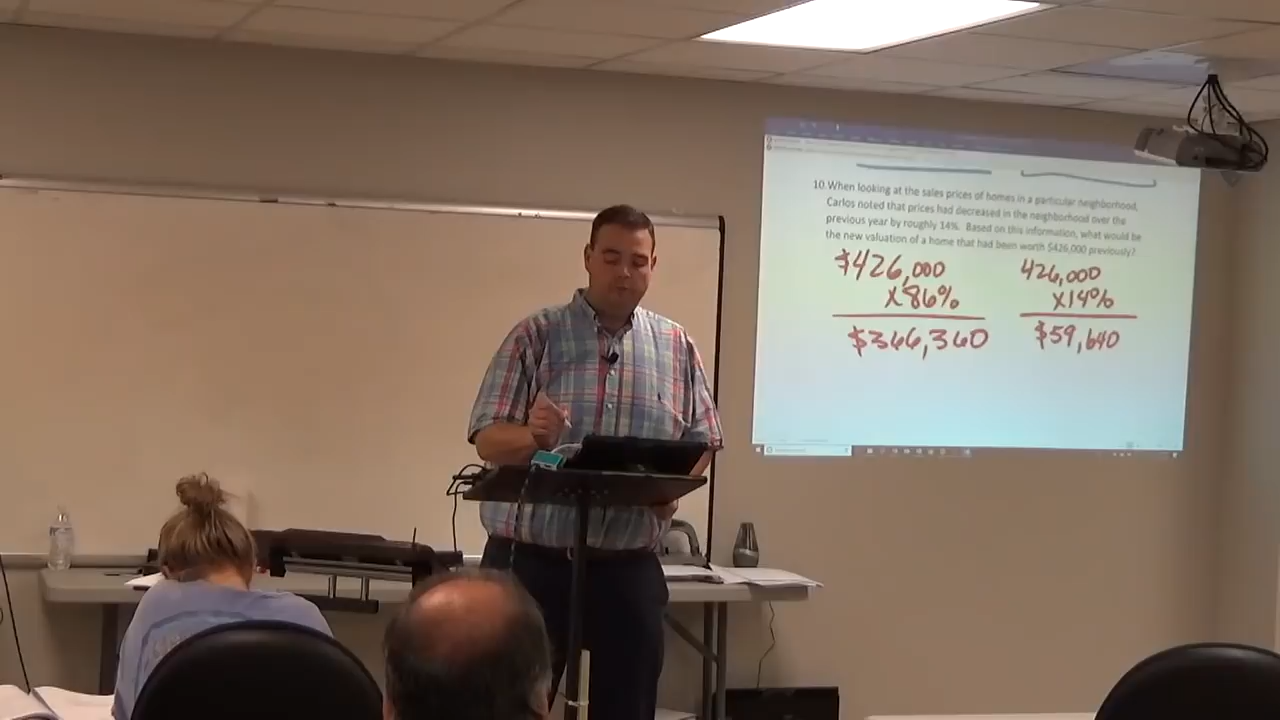 10. When looking at the sales prices of homes in a particular neighborhood,
Carlos noted that prices had decreased in the neighborhood over the
previous year by roughly 14%. Based on this information, what would be
the new valuation of a home that had been worth $426,000 previously?
$426,000
x86%
$366,360
426,000
x14%
$59,640